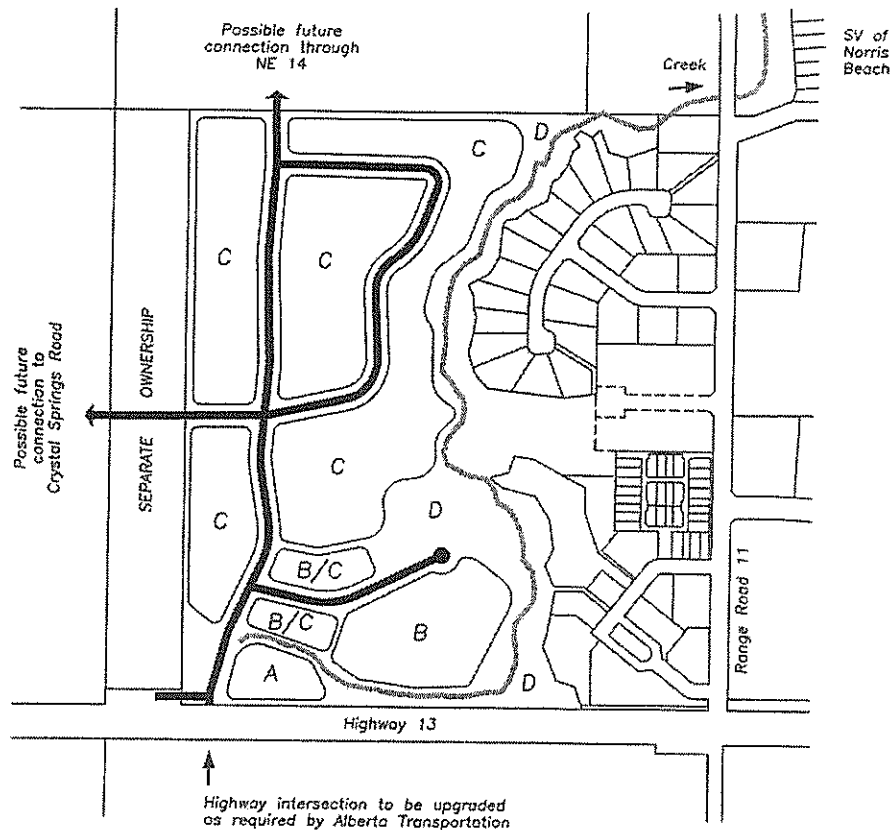 Possible future
connection through
NE 14
SV of
Norris
Beach
Creek
D
C
C
C
SEPARATE OWNERSHIP
Possible future
connection to
Crystal Springs Road
C
C
D
B/C
B/C
B
A
D
Range Road 11
Highway 13
Highway intersection to be upgraded
as required by Alberta Transportation